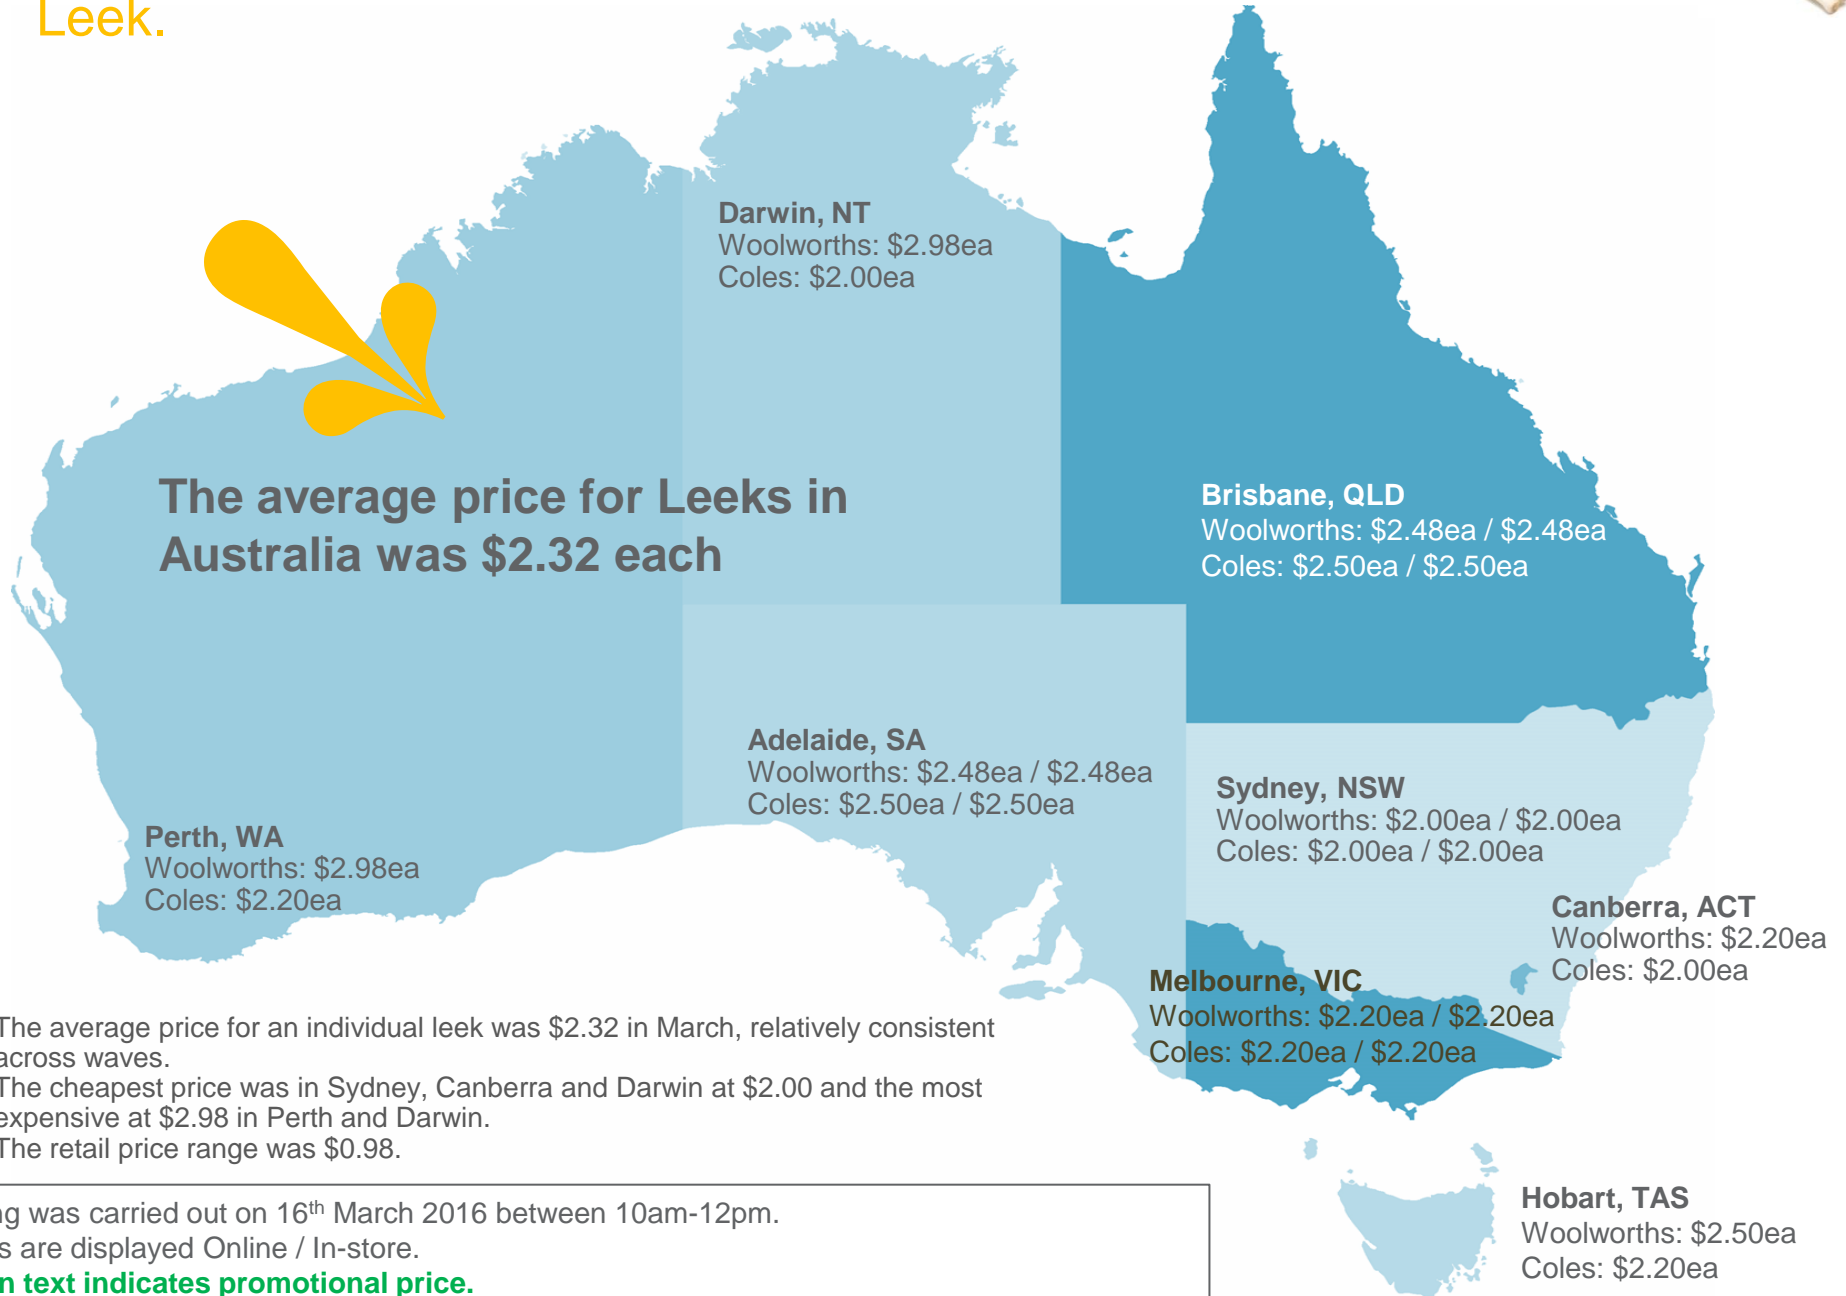 Leek.
Darwin, NT
Woolworths: $2.98ea
Coles: $2.00ea
The average price for Leeks in
Australia was $2.32 each
Brisbane, QLD
Woolworths: $2.48ea / $2.48ea
Coles: $2.50ea / $2.50ea
Adelaide, SA
Woolworths: $2.48ea / $2.48ea
Coles: $2.50ea / $2.50ea
Sydney, NSW
Woolworths: $2.00ea / $2.00ea
Coles: $2.00ea / $2.00ea
Perth, WA
Woolworths: $2.98ea
Coles: $2.20ea
Canberra, ACT
Woolworths: $2.20ea
Coles: $2.00ea
Melbourne, VIC
Woolworths: $2.20ea / $2.20ea
Coles: $2.20ea / $2.20ea
The average price for an individual leek was $2.32 in March, relatively consistent
across waves.
The cheapest price was in Sydney, Canberra and Darwin at $2.00 and the most
expensive at $2.98 in Perth and Darwin.
The retail price range was $0.98.
was carried out on 16th March 2016 between 10am-12pm.
are displayed Online / In-store.
text indicates promotional price.
Hobart, TAS
Woolworths: $2.50ea
Coles: $2.20ea